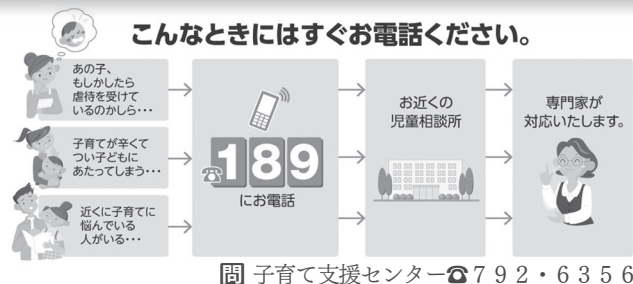 こんなときにはすぐお電話ください。
あの子、
もしかしたら
虐待を受けて
いるのかしら・・・
子育てが辛くて
つい子どもに
あたってしまう・・・
近くに子育てに
悩んでいる
人がいる・・・
☎189
にお電話
お近くの
児童相談所
専門家が
対応いたします。
問 子育て支援センター☎792・6356